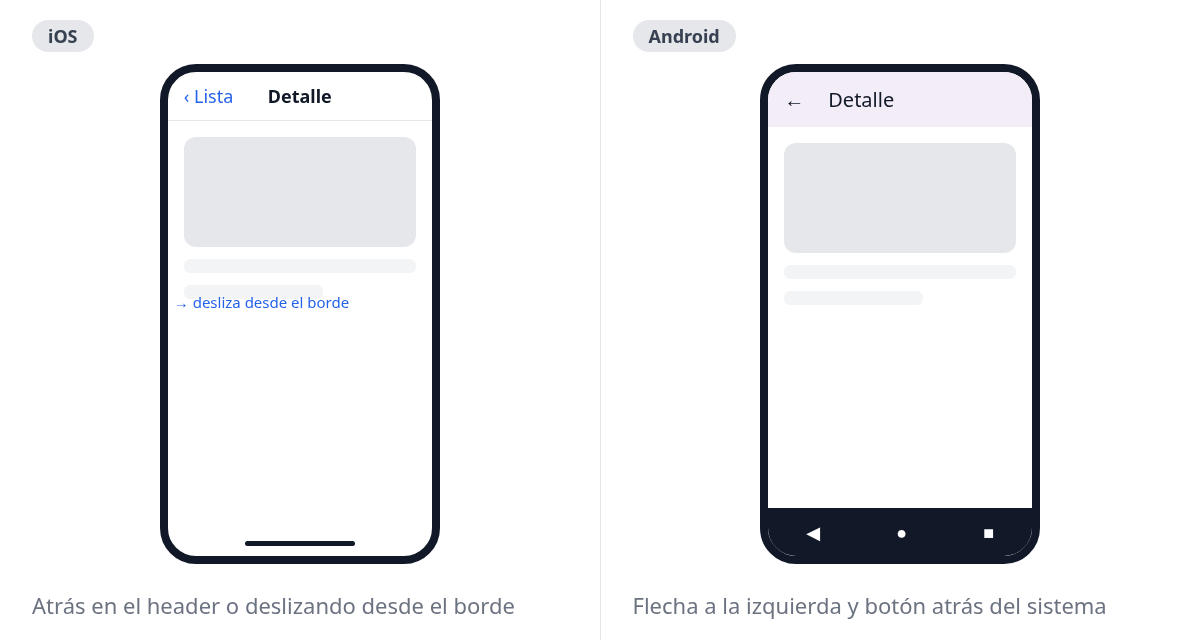 iOS
‹ Lista
Detalle
→ desliza desde el borde
Atrás en el header o deslizando desde el borde
Android
← Detalle
◀ ● ■
Flecha a la izquierda y botón atrás del sistema